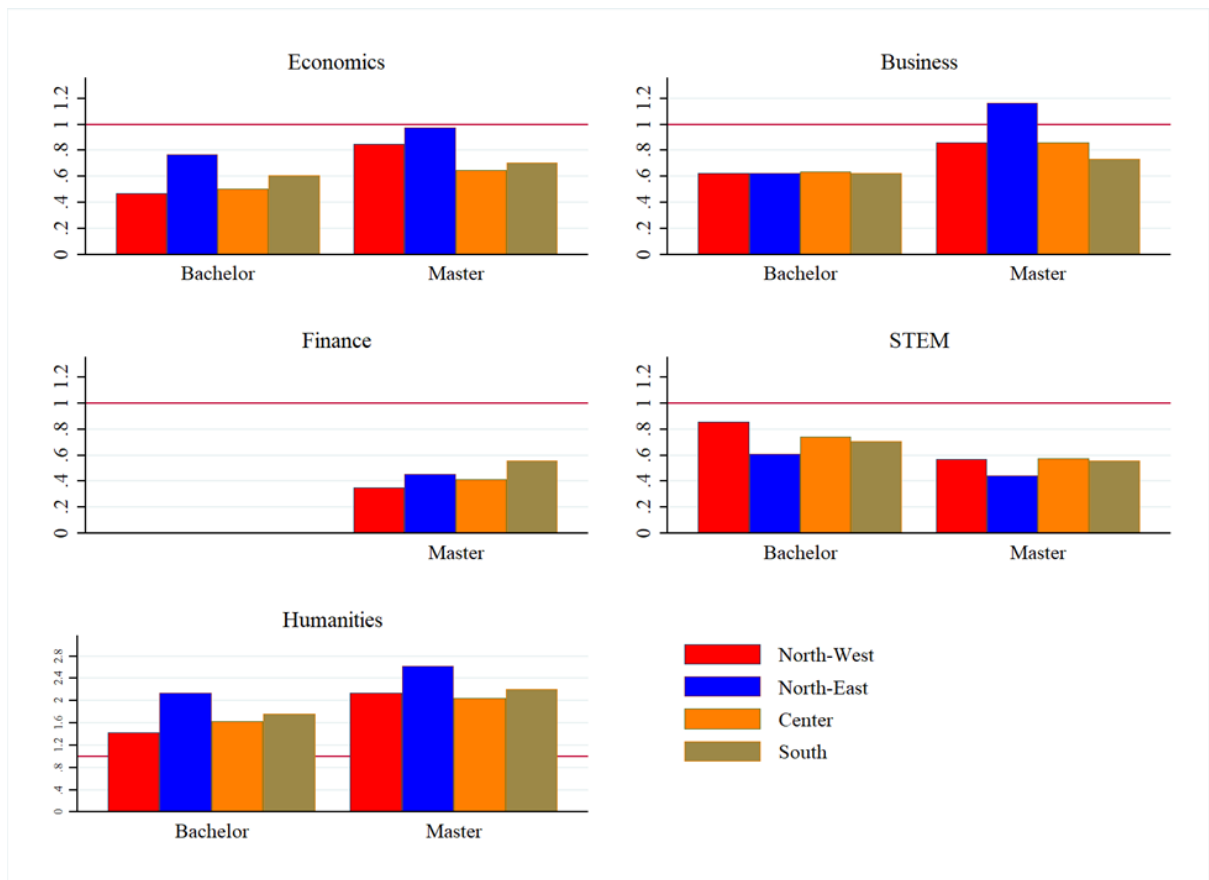 Economics
1.2
1
.8
.6
.4
.2
0
Bachelor Master
Business
1.2
1
.8
.6
.4
.2
0
Bachelor Master
Finance
1.2
1
.8
.6
.4
.2
0
Master
STEM
1.2
1
.8
.6
.4
.2
0
Bachelor Master
Humanities
2.8
2.4
2
1.6
1.2
.8
.4
0
Bachelor Master
North-West
North-East
Center
South